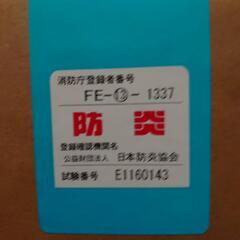 消防庁登録者番号
FE-⑬-1337
防炎
登録確認機関名
公益財団法人 日本防炎協会
試験番号 E1160143